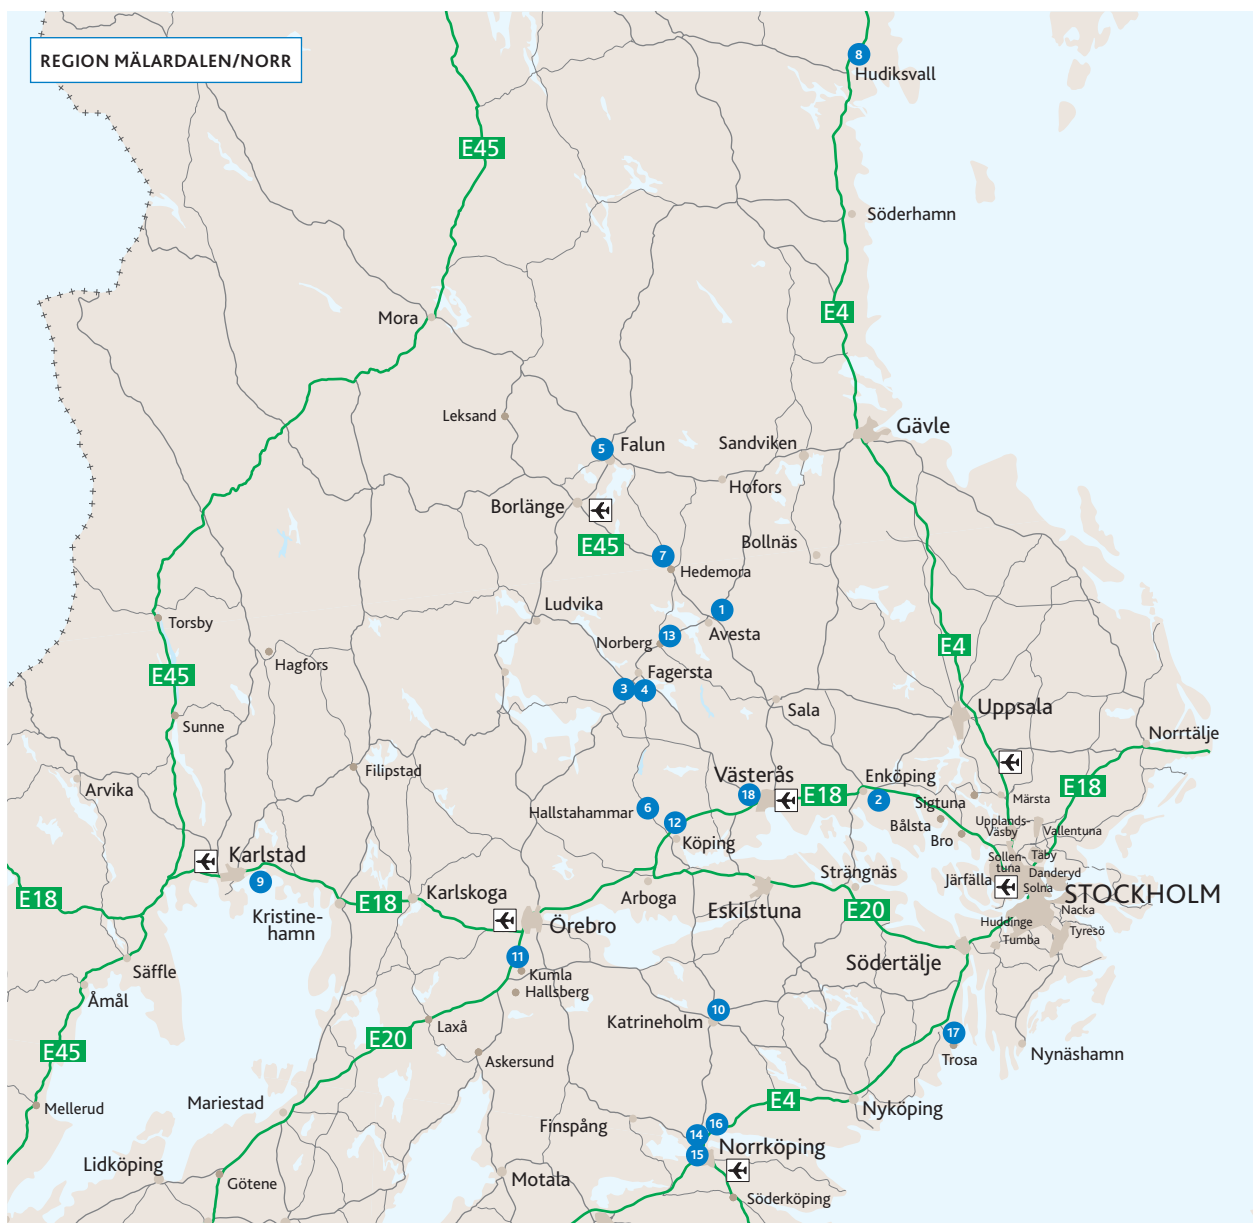 REGION MÄLARDALEN/NORR
8
Hudiksvall
E45
Söderhamn
E4
Mora
Leksand
Gävle
5
Falun
Sandviken
Hofors
Borlänge
E45
Bollnäs
7
Hedemora
Ludvika
1
Avesta
Torsby
Norberg
13
E4
Hagfors
E45
Fagersta
3
4
Sala
Uppsala
Sunne
Norrtälje
Filipstad
Arvika
Västerås
Enköping
E18
18
E18
2
Sigtuna
Märsta
Hallstahammar
6
12
Bålsta
Upplands-
Väsby
Vallentuna
Köping
Bro
Karlstad
Sollen-
tuna
Täby
Danderyd
9
Strängnäs
Järfälla
Solna
STOCKHOLM
E18
Karlskoga
E18
Arboga
Eskilstuna
E20
Nacka
Kristine-
hamn
Örebro
Huddinge
Tyresö
Tumba
11
Södertälje
Säffle
Kumla
Åmål
Hallsberg
10
Katrineholm
Laxå
E20
17
E45
Askersund
Trosa
Nynäshamn
Mellerud
Mariestad
E4
Nyköping
Finspång
16
14
15
Norrköping
Lidköping
Götene
Motala
Söderköping